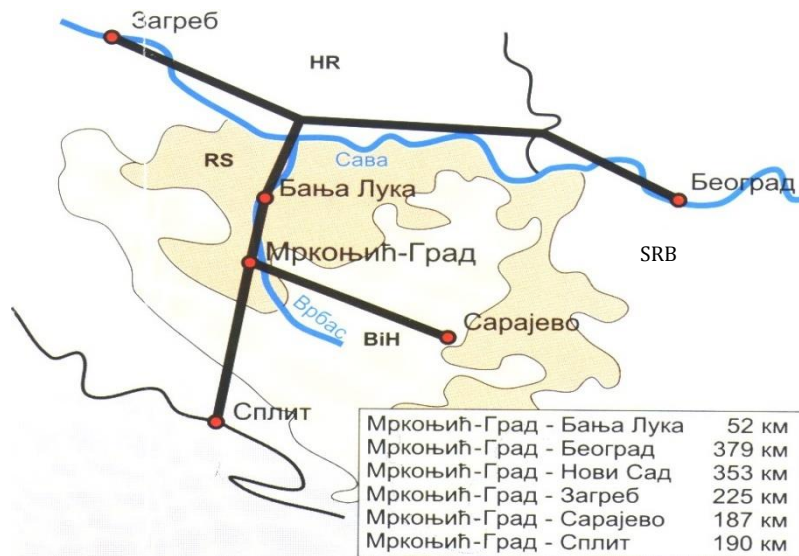 Загреб
HR
RS
Сава
Бања Лука
Београд
Мркоњић-Град
SRB
Врбас
BiH
Сарајево
Сплит
Мркоњић-Град - Бања Лука 52 км
Мркоњић-Град - Београд 379 км
Мркоњић-Град - Нови Сад 353 км
Мркоњић-Град - Загреб 225 км
Мркоњић-Град - Сарајево 187 км
Мркоњић-Град - Сплит 190 км